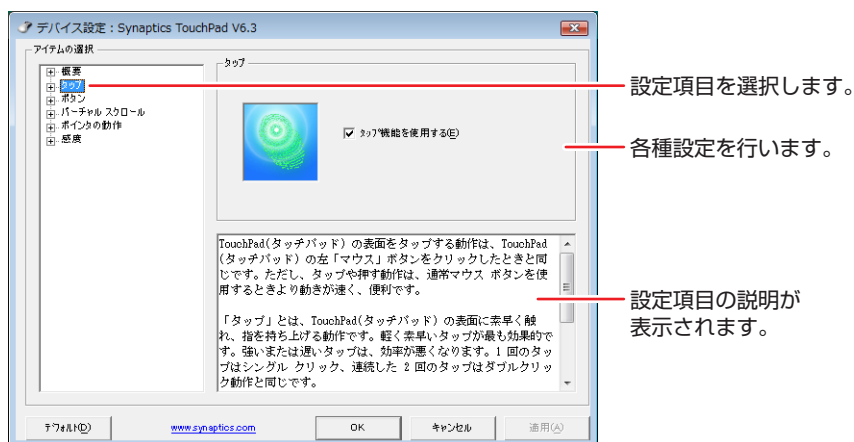 デバイス設定：Synaptics TouchPad V6.3
アイテムの選択
概要
タップ
ボタン
バーチャル スクロール
ポインタの動作
感度
タップ
タップ機能を使用する(E)
TouchPad(タッチパッド) の表面をタップする動作は、TouchPad
(タッチパッド) の左「マウス」ボタンをクリックしたときと同
じです。ただし、タップや押す動作は、通常マウス ボタンを使
用するときより動きが速く、便利です。
「タップ」とは、TouchPad(タッチパッド) の表面に素早く触
れ、指を持ち上げる動作です。軽く素早いタップが最も効果的で
す。強いまたは遅いタップは、効率が悪くなります。1 回のタッ
プはシングル クリック、連続した 2 回のタップはダブルクリッ
ク動作と同じです。
デフォルト(D)
www.synaptics.com
OK
キャンセル
適用(A)
設定項目を選択します。
各種設定を行います。
設定項目の説明が
表示されます。